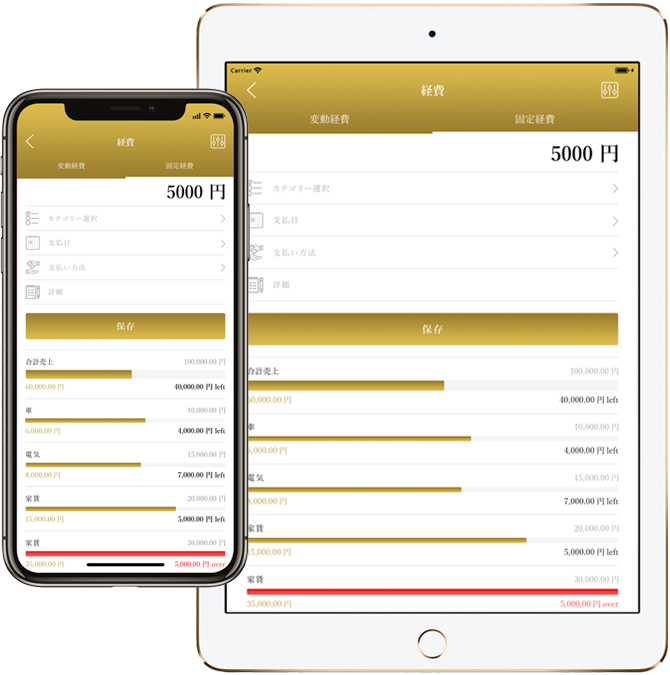 経費
変動経費 固定経費
5000 円
カテゴリー選択
支払日
支払い方法
詳細
保存
合計売上 100,000.00 円
60,000.00 円 40,000.00 円 left
車 10,000.00 円
6,000.00 円 4,000.00 円 left
電気 15,000.00 円
8,000.00 円 7,000.00 円 left
家賃 20,000.00 円
15,000.00 円 5,000.00 円 left
家賃 30,000.00 円
35,000.00 円 5,000.00 円 over
Carrier
経費
変動経費 固定経費
5000 円
カテゴリー選択
支払日
支払い方法
詳細
保存
合計売上 100,000.00 円
60,000.00 円 40,000.00 円 left
車 10,000.00 円
6,000.00 円 4,000.00 円 left
電気 15,000.00 円
8,000.00 円 7,000.00 円 left
家賃 20,000.00 円
15,000.00 円 5,000.00 円 left
家賃 30,000.00 円
35,000.00 円 5,000.00 円 over